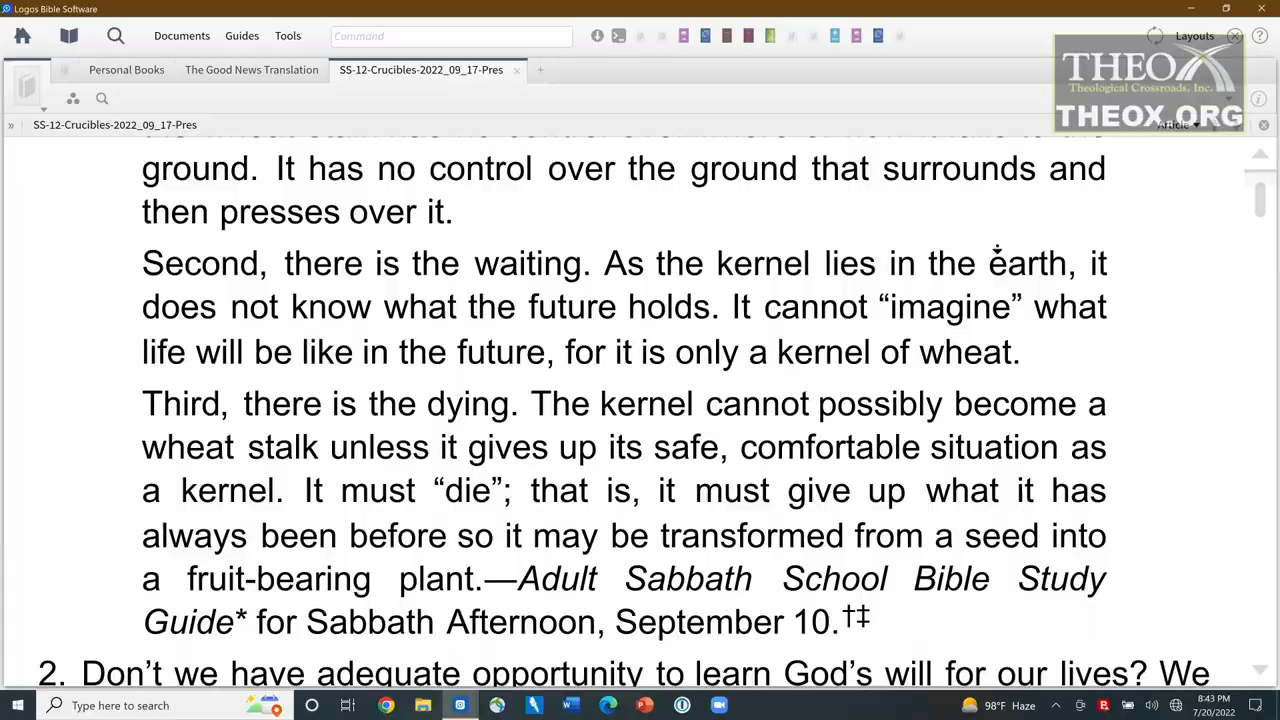 Logos Bible Software
Documents Guides Tools Command Layouts
Personal Books The Good News Translation SS-12-Crucibles-2022_09_17-Pres
THEOX
Theological Crossroads, Inc.
THEOX.ORG
SS-12-Crucibles-2022_09_17-Pres Article
ground. It has no control over the ground that surrounds and
then presses over it.
Second, there is the waiting. As the kernel lies in the earth, it
does not know what the future holds. It cannot “imagine” what
life will be like in the future, for it is only a kernel of wheat.
Third, there is the dying. The kernel cannot possibly become a
wheat stalk unless it gives up its safe, comfortable situation as
a kernel. It must “die”; that is, it must give up what it has
always been before so it may be transformed from a seed into
a fruit-bearing plant.—Adult Sabbath School Bible Study
Guide* for Sabbath Afternoon, September 10.†‡
2. Don’t we have adequate opportunity to learn God’s will for our lives? We
Type here to search
98°F Haze
8:43 PM
7/20/2022